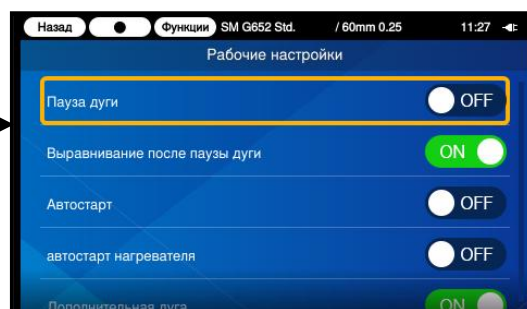 Назад Функции SM G652 Std. / 60mm 0.25 11:27
Рабочие настройки
Пауза дуги OFF
Выравнивание после паузы дуги ON
Автостарт OFF
автостарт нагревателя OFF
Дополнительная дуга ON